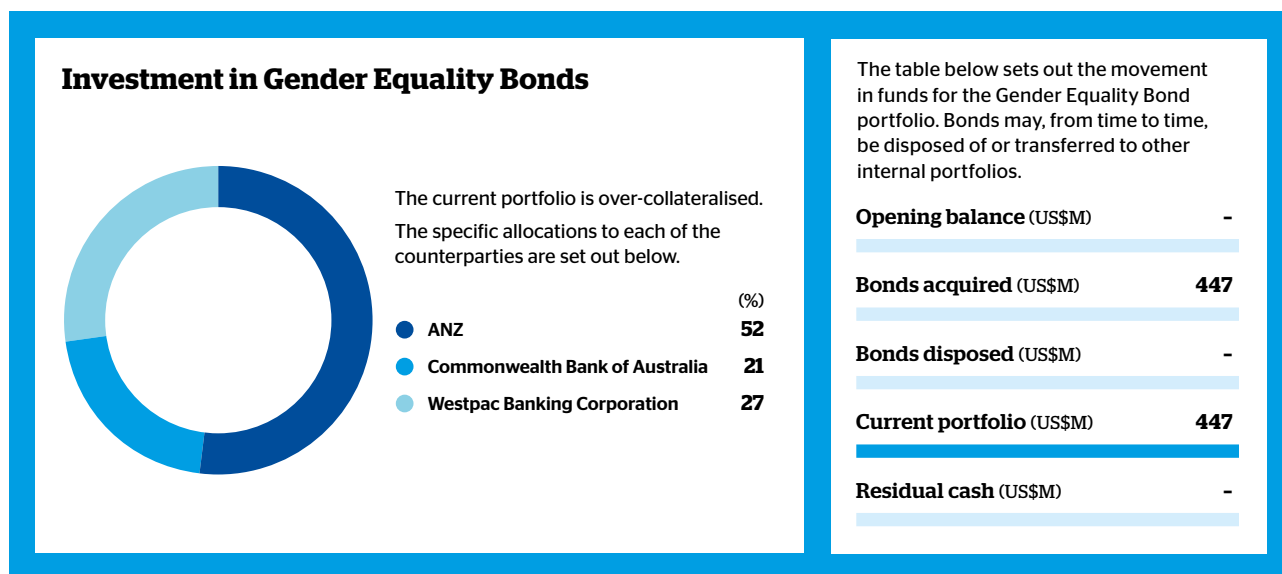 Investment in Gender Equality Bonds
The current portfolio is over-collateralised.
The specific allocations to each of the
counterparties are set out below.
(%)
ANZ 52
Commonwealth Bank of Australia 21
Westpac Banking Corporation 27
The table below sets out the movement
in funds for the Gender Equality Bond
portfolio. Bonds may, from time to time,
be disposed of or transferred to other
internal portfolios.
Opening balance (US$M) –
Bonds acquired (US$M) 447
Bonds disposed (US$M) –
Current portfolio (US$M) 447
Residual cash (US$M) –